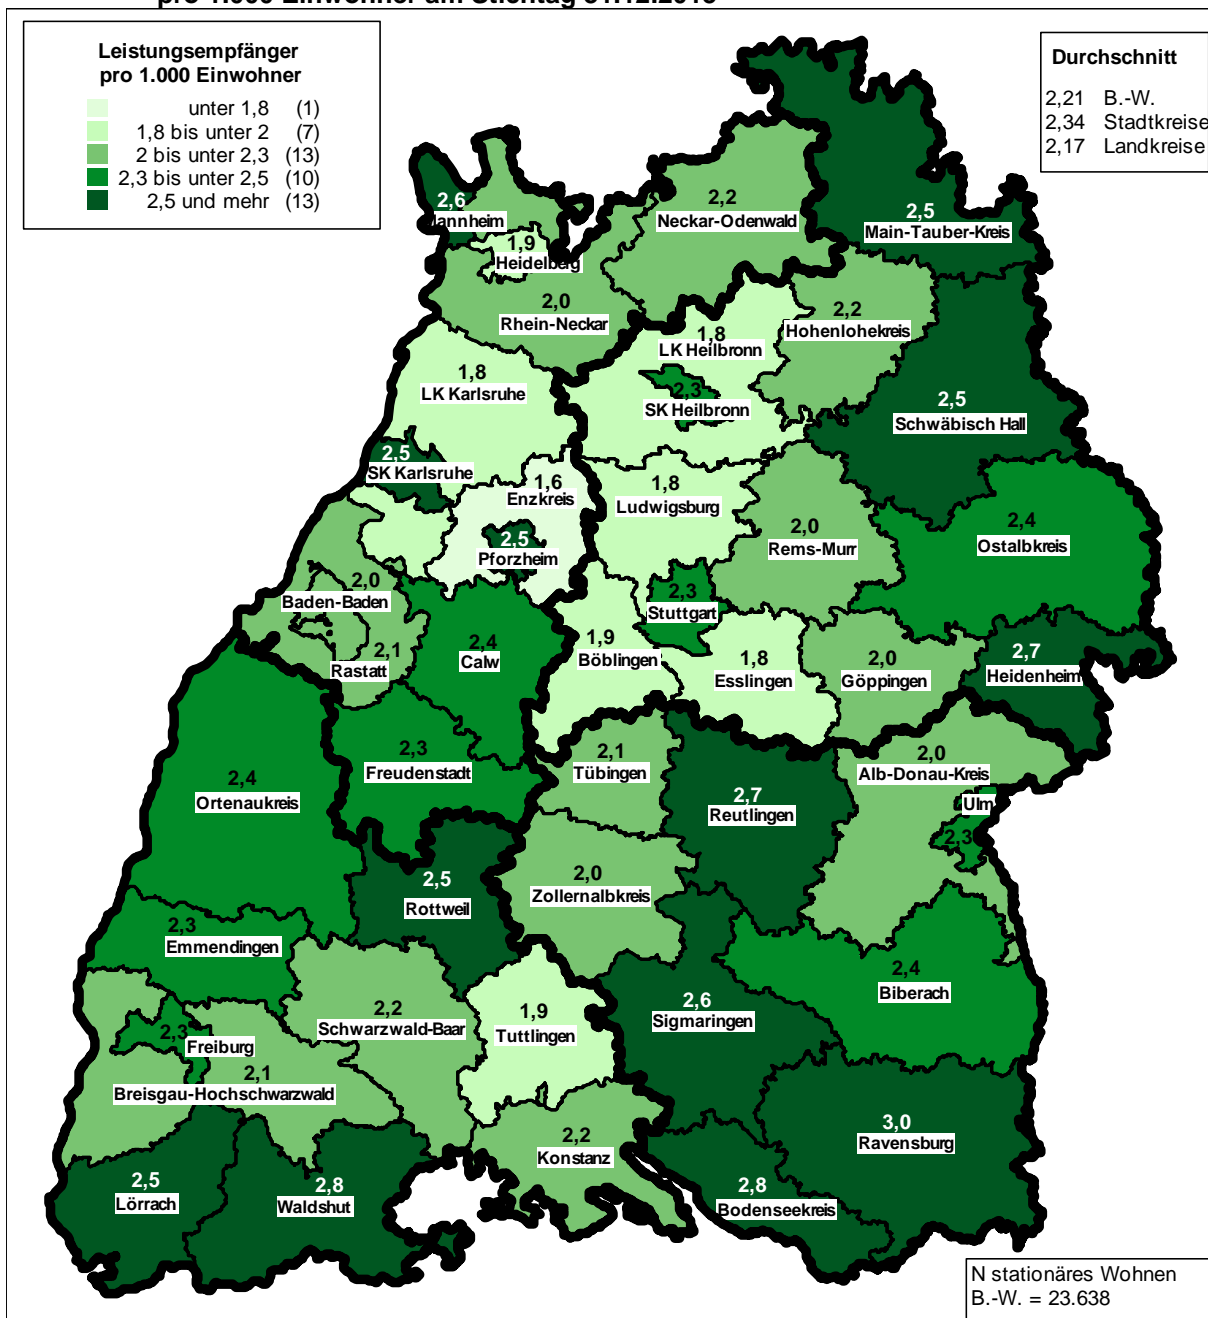 Leistungsempfänger
pro 1.000 Einwohner
unter 1,8 (1)
1,8 bis unter 2 (7)
2 bis unter 2,3 (13)
2,3 bis unter 2,5 (10)
2,5 und mehr (13)
Durchschnitt
2,21 B.-W.
2,34 Stadtkreise
2,17 Landkreise
2,6
annheim
1,9
Heidelberg
2,2
Neckar-Odenwald
2,5
Main-Tauber-Kreis
2,0
Rhein-Neckar
1,8
LK Heilbronn
2,2
Hohenlohekreis
2,3
SK Heilbronn
1,8
LK Karlsruhe
2,5
Schwäbisch Hall
2,5
SK Karlsruhe
1,6
Enzkreis
1,8
Ludwigsburg
2,5
Pforzheim
2,0
Rems-Murr
2,4
Ostalbkreis
2,0
Baden-Baden
2,3
Stuttgart
2,1
Rastatt
2,4
Calw
1,9
Böblingen
1,8
Esslingen
2,0
Göppingen
2,7
Heidenheim
2,3
Freudenstadt
2,1
Tübingen
2,0
Alb-Donau-Kreis
2,4
Ortenaukreis
2,7
Reutlingen
Ulm
2,3
2,5
Rottweil
2,0
Zollernalbkreis
2,3
Emmendingen
2,4
Biberach
2,2
Schwarzwald-Baar
1,9
Tuttlingen
2,6
Sigmaringen
2,3
Freiburg
2,1
Breisgau-Hochschwarzwald
2,2
Konstanz
3,0
Ravensburg
2,5
Lörrach
2,8
Waldshut
2,8
Bodenseekreis
N stationäres Wohnen
B.-W. = 23.638